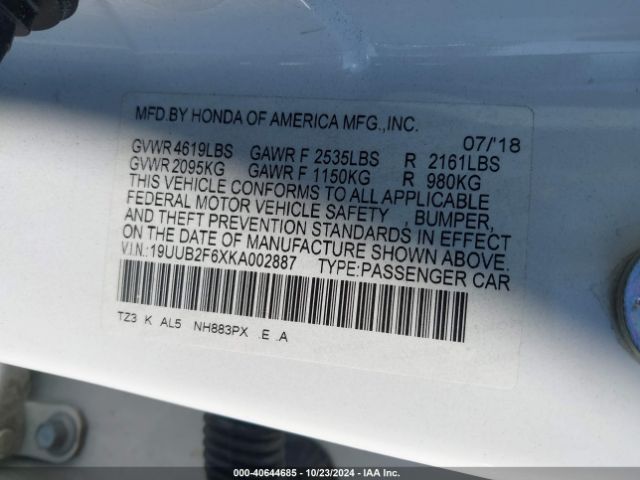 MFD.BY HONDA OF AMERICA MFG.,INC. 07/'18
GVWR 4619LBS GAWR F 2535LBS R 2161LBS
GVWR 2095KG GAWR F 1150KG R 980KG
THIS VEHICLE CONFORMS TO ALL APPLICABLE
FEDERAL MOTOR VEHICLE SAFETY , BUMPER,
AND THEFT PREVENTION STANDARDS IN EFFECT
ON THE DATE OF MANUFACTURE SHOWN ABOVE.
V.I.N.:19UUB2F6XKA002887 TYPE:PASSENGER CAR
TZ3 K AL5 NH883PX .E .A
000-40644685 - 10/23/2024 - IAA Inc.